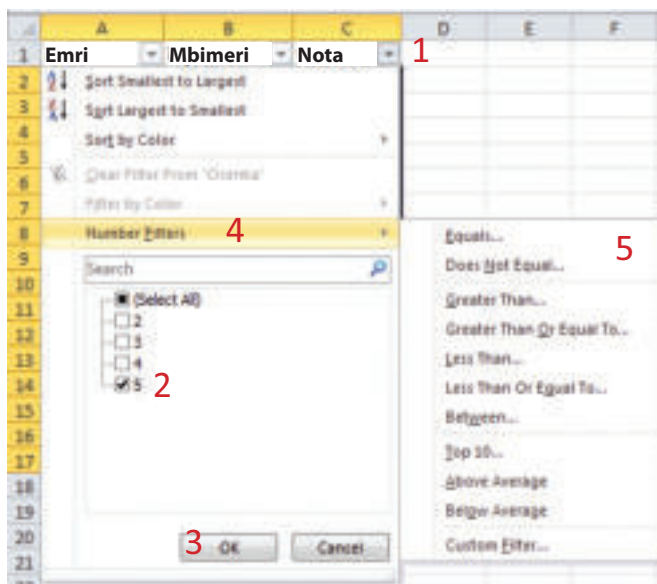 A B C D E F
1 Emri Mbimeri Nota 1
2 Sort Smallest to Largest
3 Sort Largest to Smallest
4 Sort by Color
5
6 Clear Filter From
7 Filter by Color
8 Number Filters 4 Equals... 5
9 Does Not Equal...
10 Search
11 (Select All) Greater Than...
12 2 Greater Than Or Equal To...
13 3 Less Than...
14 4 Less Than Or Equal To...
5 2
15 Between...
16
17 Top 10...
18 Above Average
19 Below Average
20 3 OK Cancel Custom Filter...
21